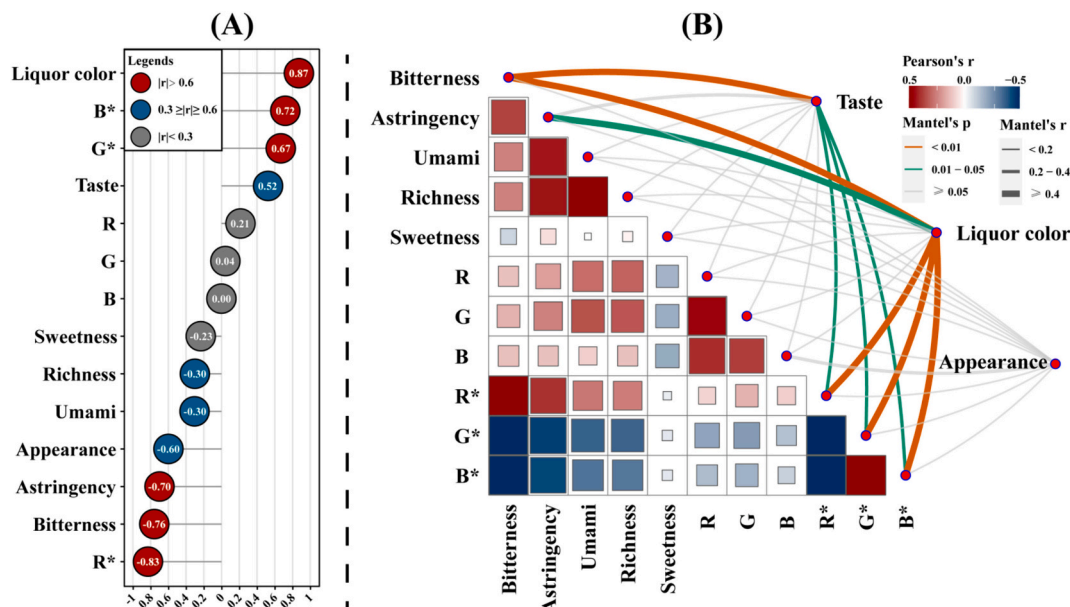 (A)
Legends
|r|> 0.6
0.3 ≥|r|≥ 0.6
|r|< 0.3
Liquor color
0.87
B*
0.72
G*
0.67
Taste
0.52
R
0.21
G
0.04
B
0.00
Sweetness
-0.23
Richness
-0.30
Umami
-0.30
Appearance
-0.60
Astringency
-0.70
Bitterness
-0.76
R*
-0.83
-1 0.8 0.6 0.4 0.2 0 0.2 0.4 0.6 0.8 1
(B)
Bitterness
Astringency
Umami
Richness
Sweetness
R
G
B
R*
G*
B*
Bitterness
Astringency
Umami
Richness
Sweetness
R
G
B
R*
G*
B*
Taste
Liquor color
Appearance
Pearson's r
0.5 0.0 −0.5
Mantel's p
< 0.01
0.01 − 0.05
⩾ 0.05
Mantel's r
< 0.2
0.2 − 0.4
⩾ 0.4